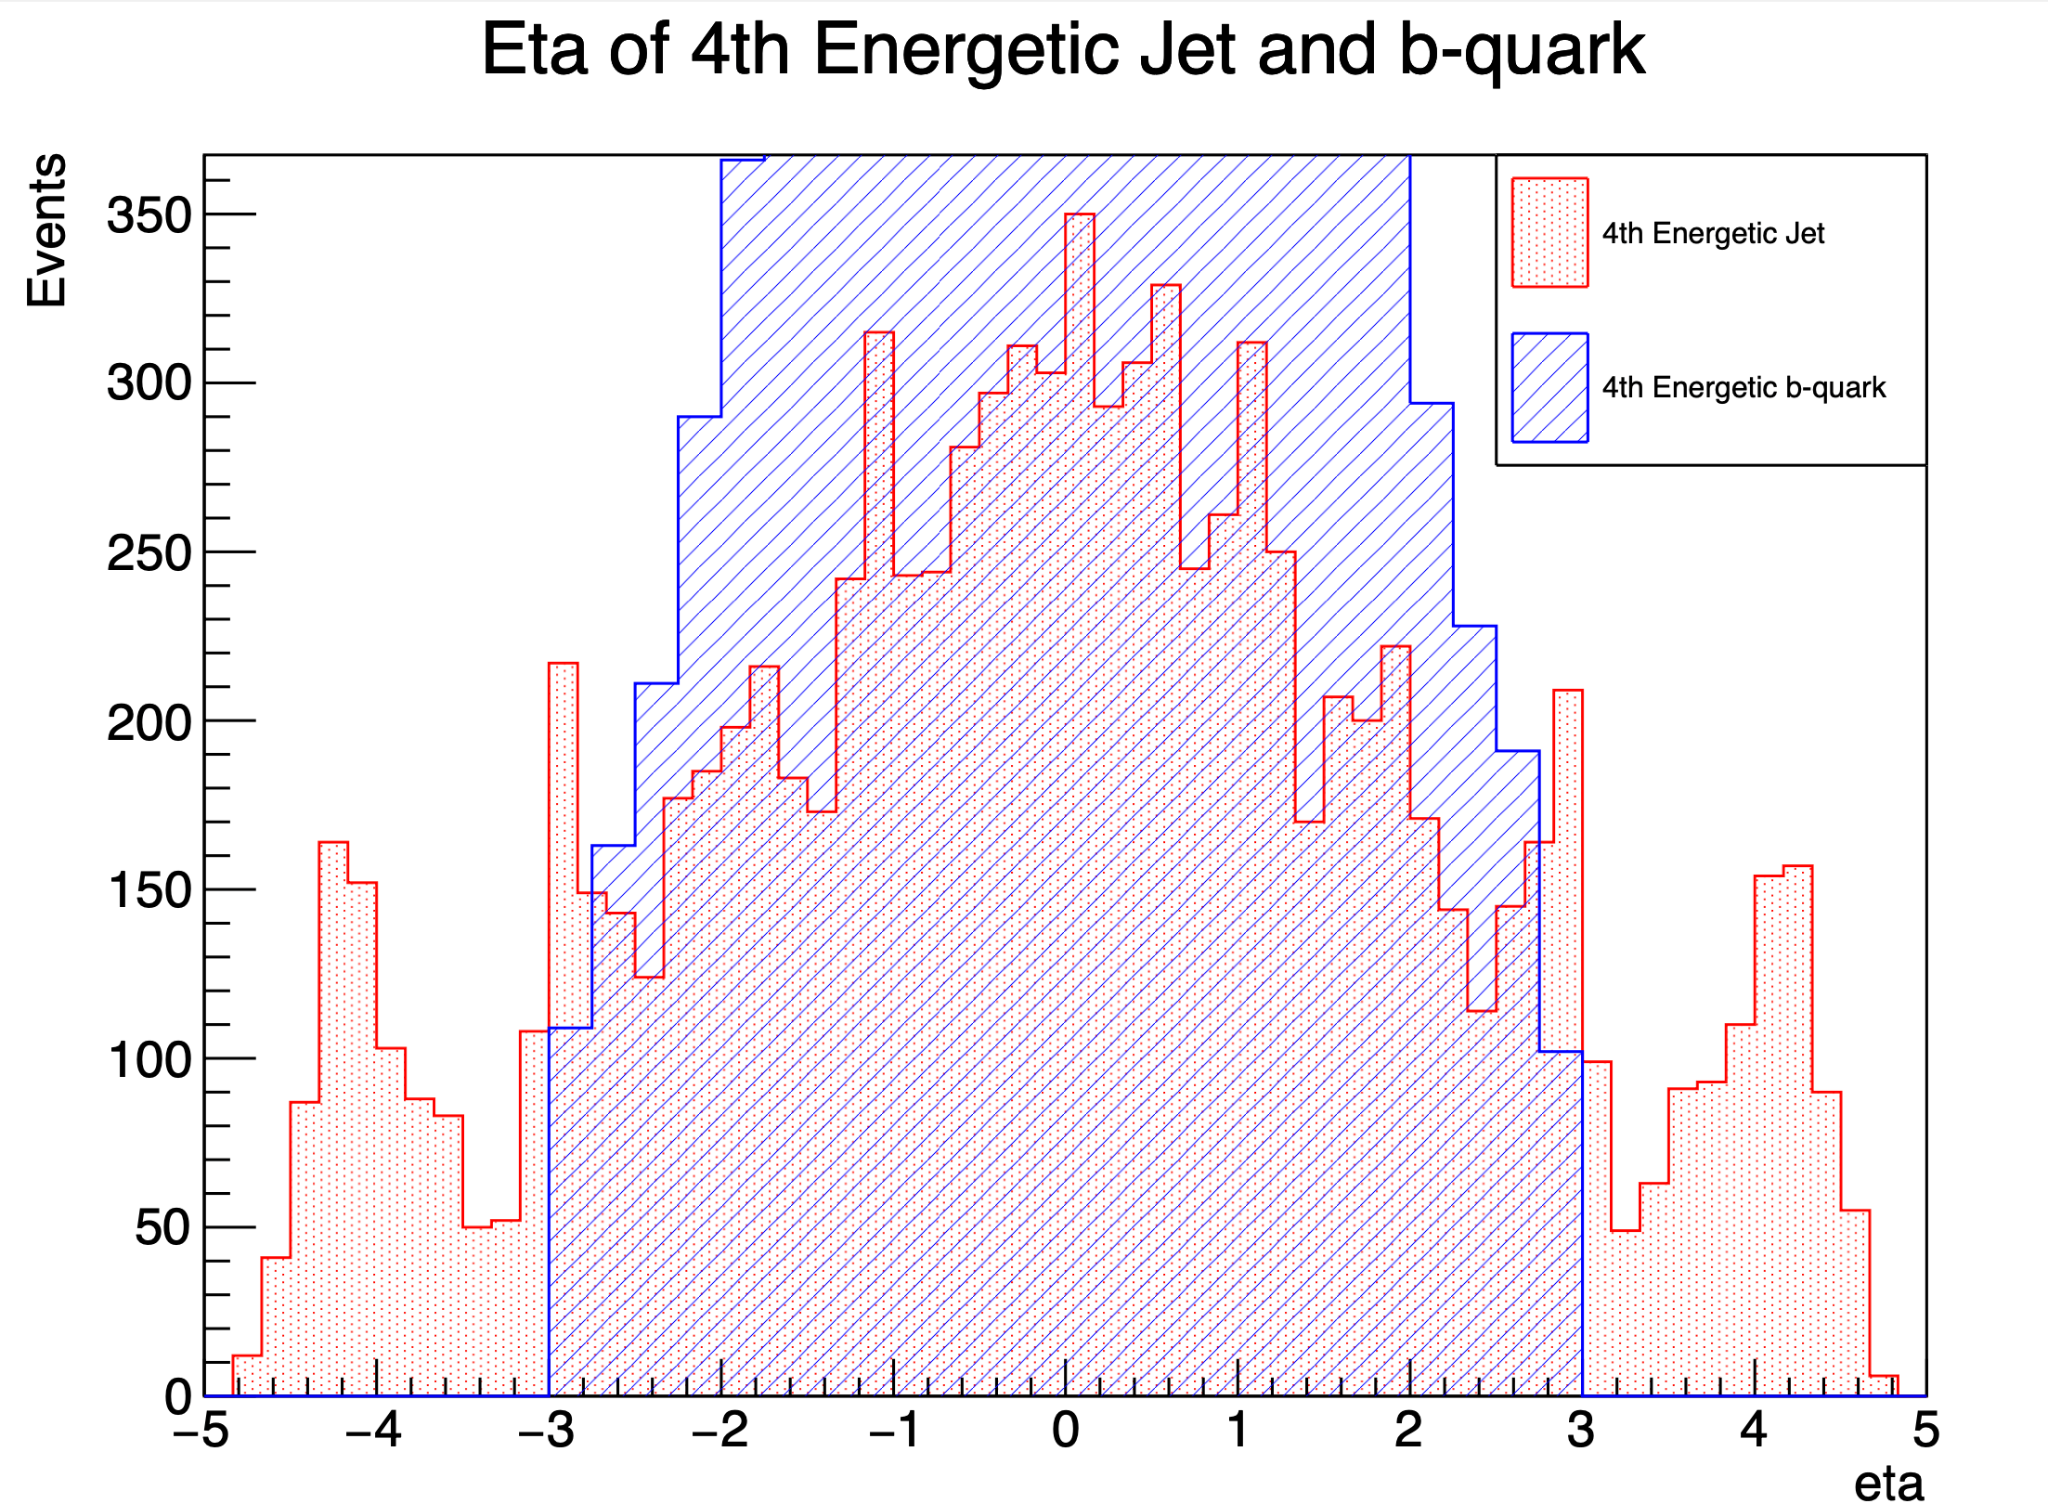 Eta of 4th Energetic Jet and b-quark
Events
350
300
250
200
150
100
50
0
4th Energetic Jet
4th Energetic b-quark
−5 −4 −3 −2 −1 0 1 2 3 4 5
eta